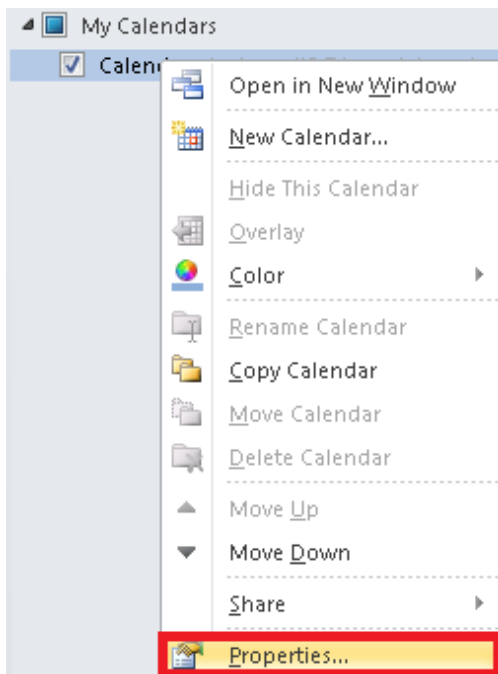 My Calendars
Calen
Open in New Window
New Calendar...
Hide This Calendar
Overlay
Color
Rename Calendar
Copy Calendar
Move Calendar
Delete Calendar
Move Up
Move Down
Share
Properties...